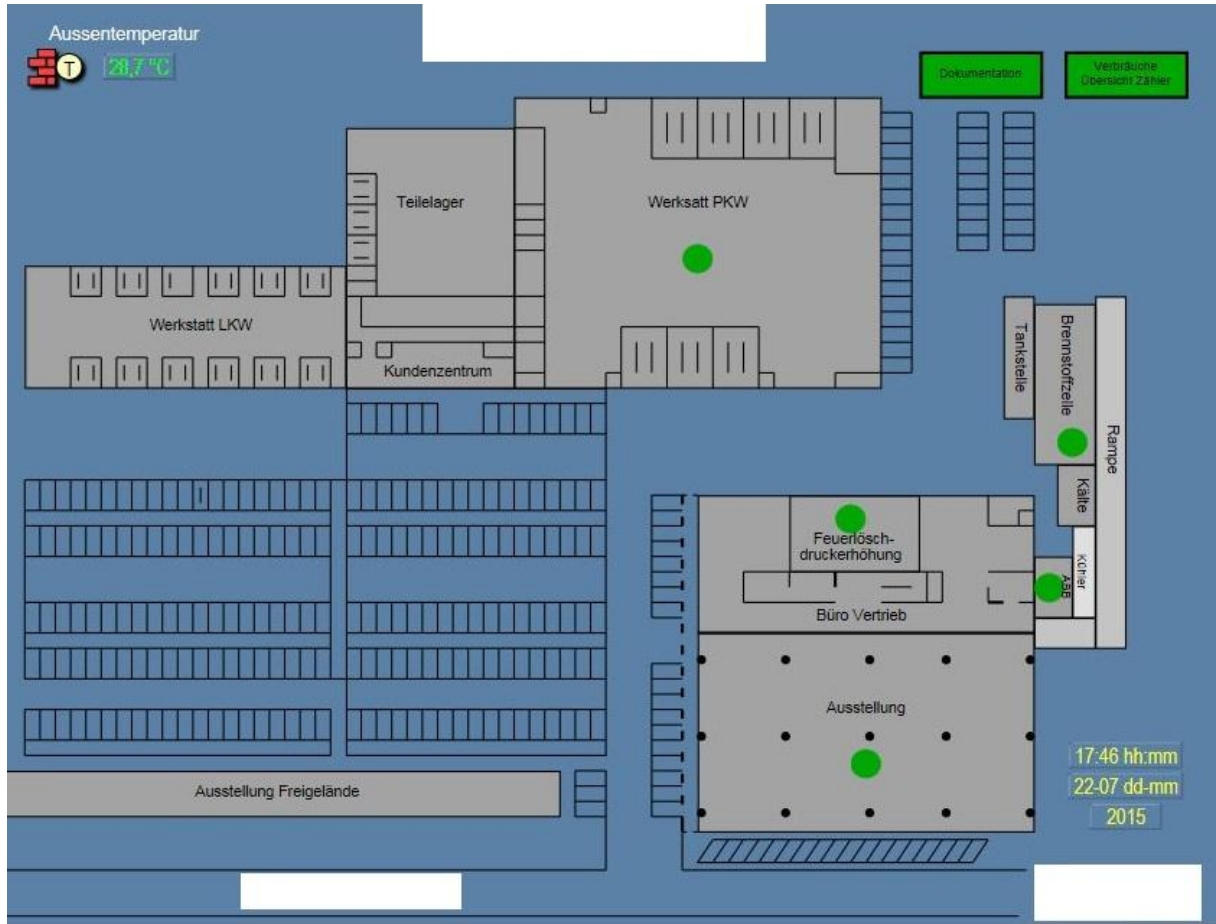 Aussentemperatur
T
28,7 °C
Dokumentation
Verbräuche
Übersicht Zähler
Teilelager
Werksatt PKW
Werkstatt LKW
Kundenzentrum
Tankstelle
Brennstoffzelle
Rampe
Kälte
Kühler
ABB
Feuerlösch-
druckerhöhung
Büro Vertrieb
Ausstellung
17:46 hh:mm
22-07 dd-mm
2015
Ausstellung Freigelände